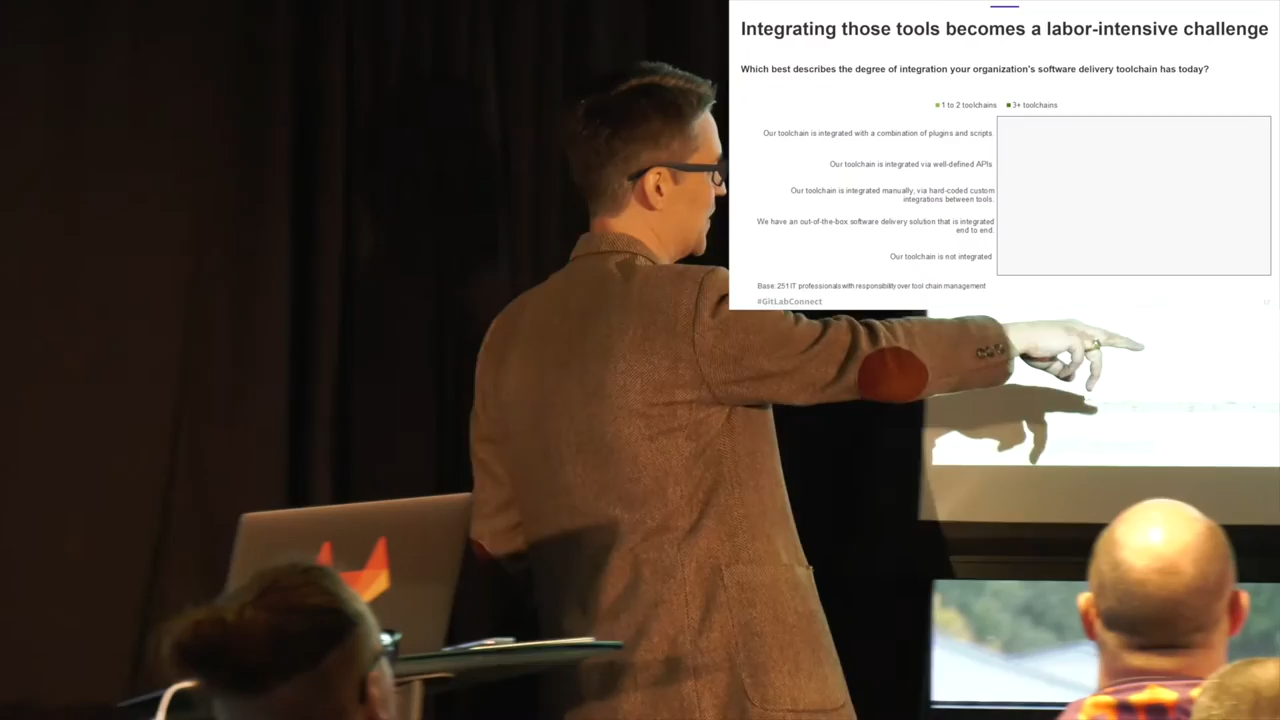 Integrating those tools becomes a labor-intensive challenge
Which best describes the degree of integration your organization's software delivery toolchain has today?
1 to 2 toolchains 3+ toolchains
Our toolchain is integrated with a combination of plugins and scripts.
Our toolchain is integrated via well-defined APIs
Our toolchain is integrated manually, via hard-coded custom
integrations between tools.
We have an out-of-the-box software delivery solution that is integrated
end to end.
Our toolchain is not integrated
Base: 251 IT professionals with responsibility over tool chain management
#GitLabConnect
17